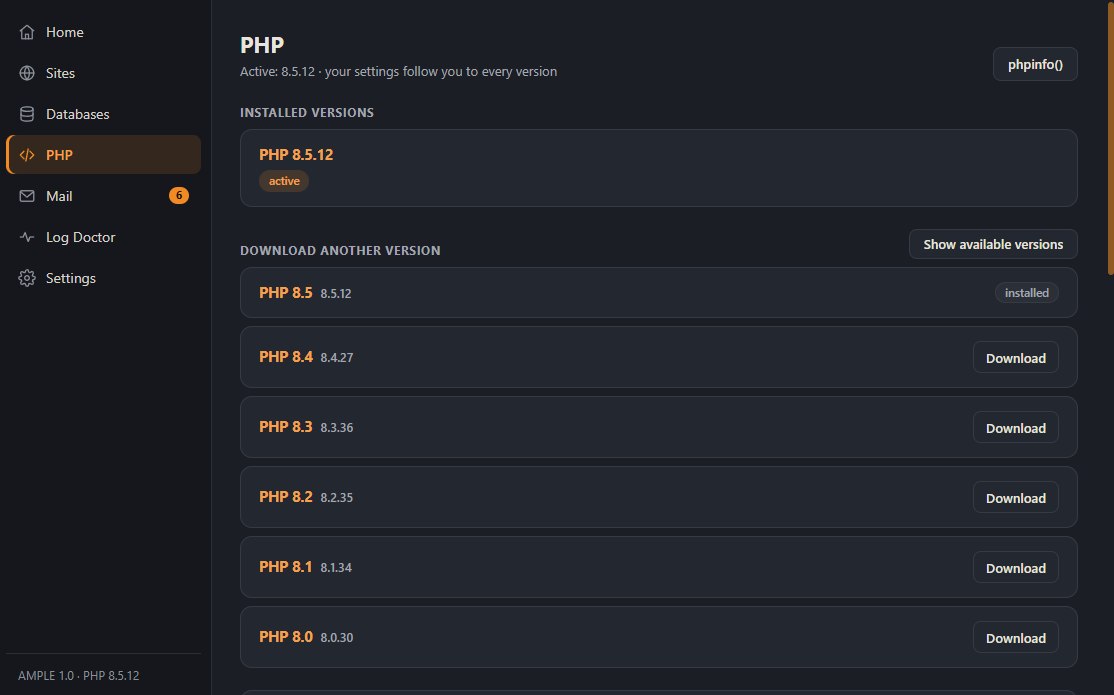 Home
Sites
Databases
PHP
Mail
6
Log Doctor
Settings
AMPLE 1.0 · PHP 8.5.12
PHP
Active: 8.5.12 · your settings follow you to every version
phpinfo()
INSTALLED VERSIONS
PHP 8.5.12
active
DOWNLOAD ANOTHER VERSION
Show available versions
PHP 8.5 8.5.12
installed
PHP 8.4 8.4.27
Download
PHP 8.3 8.3.36
Download
PHP 8.2 8.2.35
Download
PHP 8.1 8.1.34
Download
PHP 8.0 8.0.30
Download